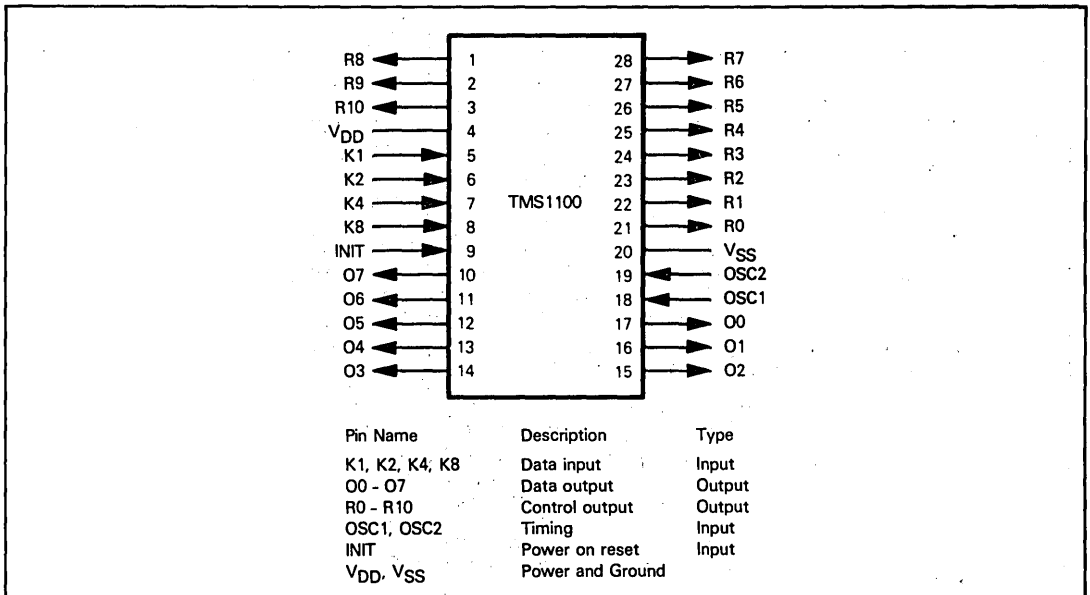 R8 1 28 R7
R9 2 27 R6
R10 3 26 R5
VDD 4 25 R4
K1 5 24 R3
K2 6 23 R2
K4 7 TMS1100 22 R1
K8 8 21 R0
INIT 9 20 VSS
O7 10 19 OSC2
O6 11 18 OSC1
O5 12 17 O0
O4 13 16 O1
O3 14 15 O2
Pin Name Description Type
K1, K2, K4, K8 Data input Input
O0 - O7 Data output Output
R0 - R10 Control output Output
OSC1, OSC2 Timing Input
INIT Power on reset Input
VDD, VSS Power and Ground